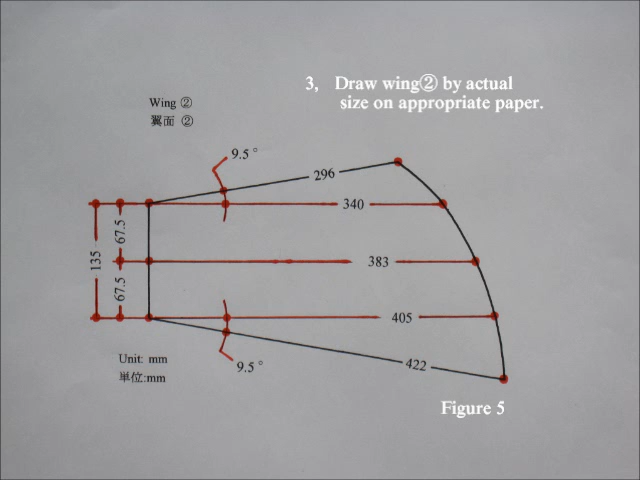 3, Draw wing② by actual
size on appropriate paper.
Wing ②
翼面 ②
9.5°
296
340
67.5
135
383
67.5
405
422
9.5°
Unit: mm
単位:mm
Figure 5